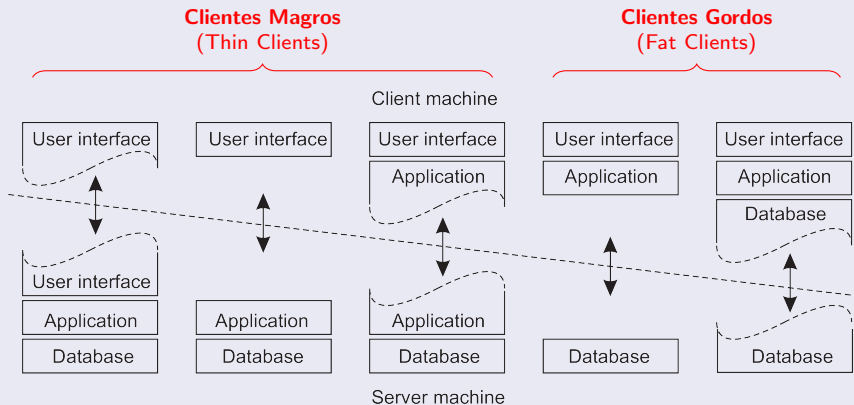 Clientes Magros
(Thin Clients)
Clientes Gordos
(Fat Clients)
Client machine
User interface
User interface
User interface
User interface
User interface
Application
Application
Application
Database
User interface
Application
Application
Application
Database
Database
Database
Database
Database
Server machine